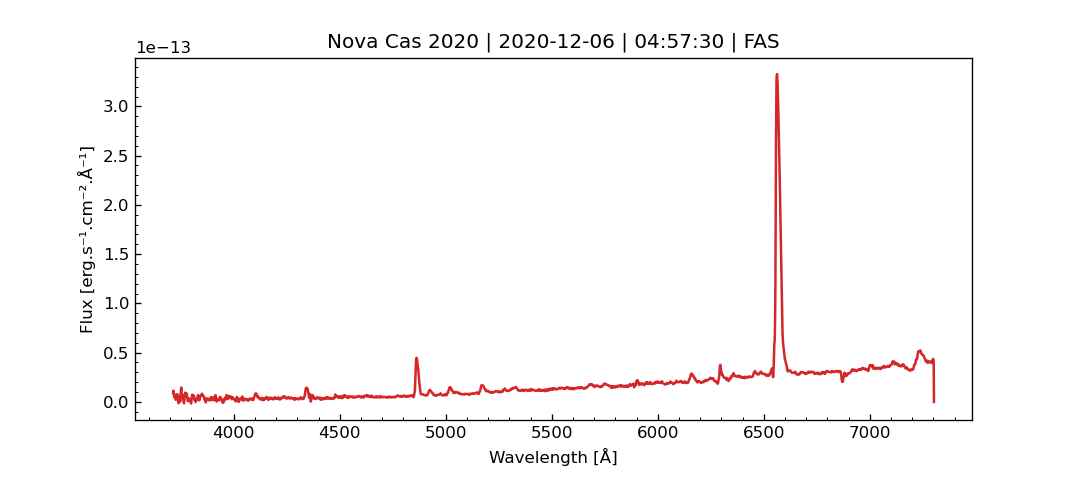 Nova Cas 2020 | 2020-12-06 | 04:57:30 | FAS
1e−13
3.0
2.5
2.0
1.5
1.0
0.5
0.0
Flux [erg.s⁻¹.cm⁻².Å⁻¹]
4000 4500 5000 5500 6000 6500 7000
Wavelength [Å]